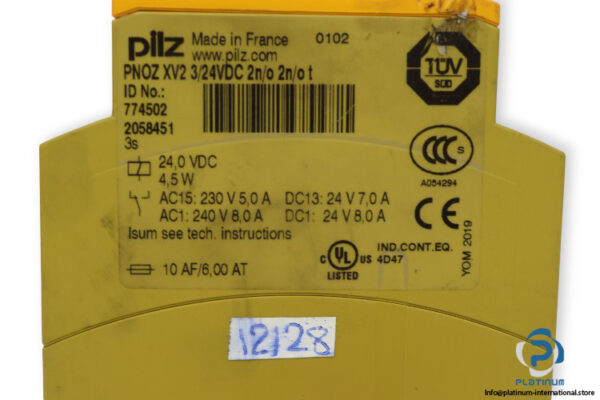 pilz Made in France 0102
www.pilz.com
PNOZ XV2 3/24VDC 2n/o 2n/o t
ID No.:
774502
2058451
3s
24,0 VDC
4,5 W
AC15: 230 V 5,0 A DC13: 24 V 7,0 A
AC1: 240 V 8,0 A DC1: 24 V 8,0 A
Isum see tech. instructions
10 AF/6,00 AT
TÜV
SÜD
CCC S
A054294
CE
YOM 2019
C UL US
LISTED
IND.CONT.EQ.
4D47
12128
PLATINUM
Info@platinum-international.store